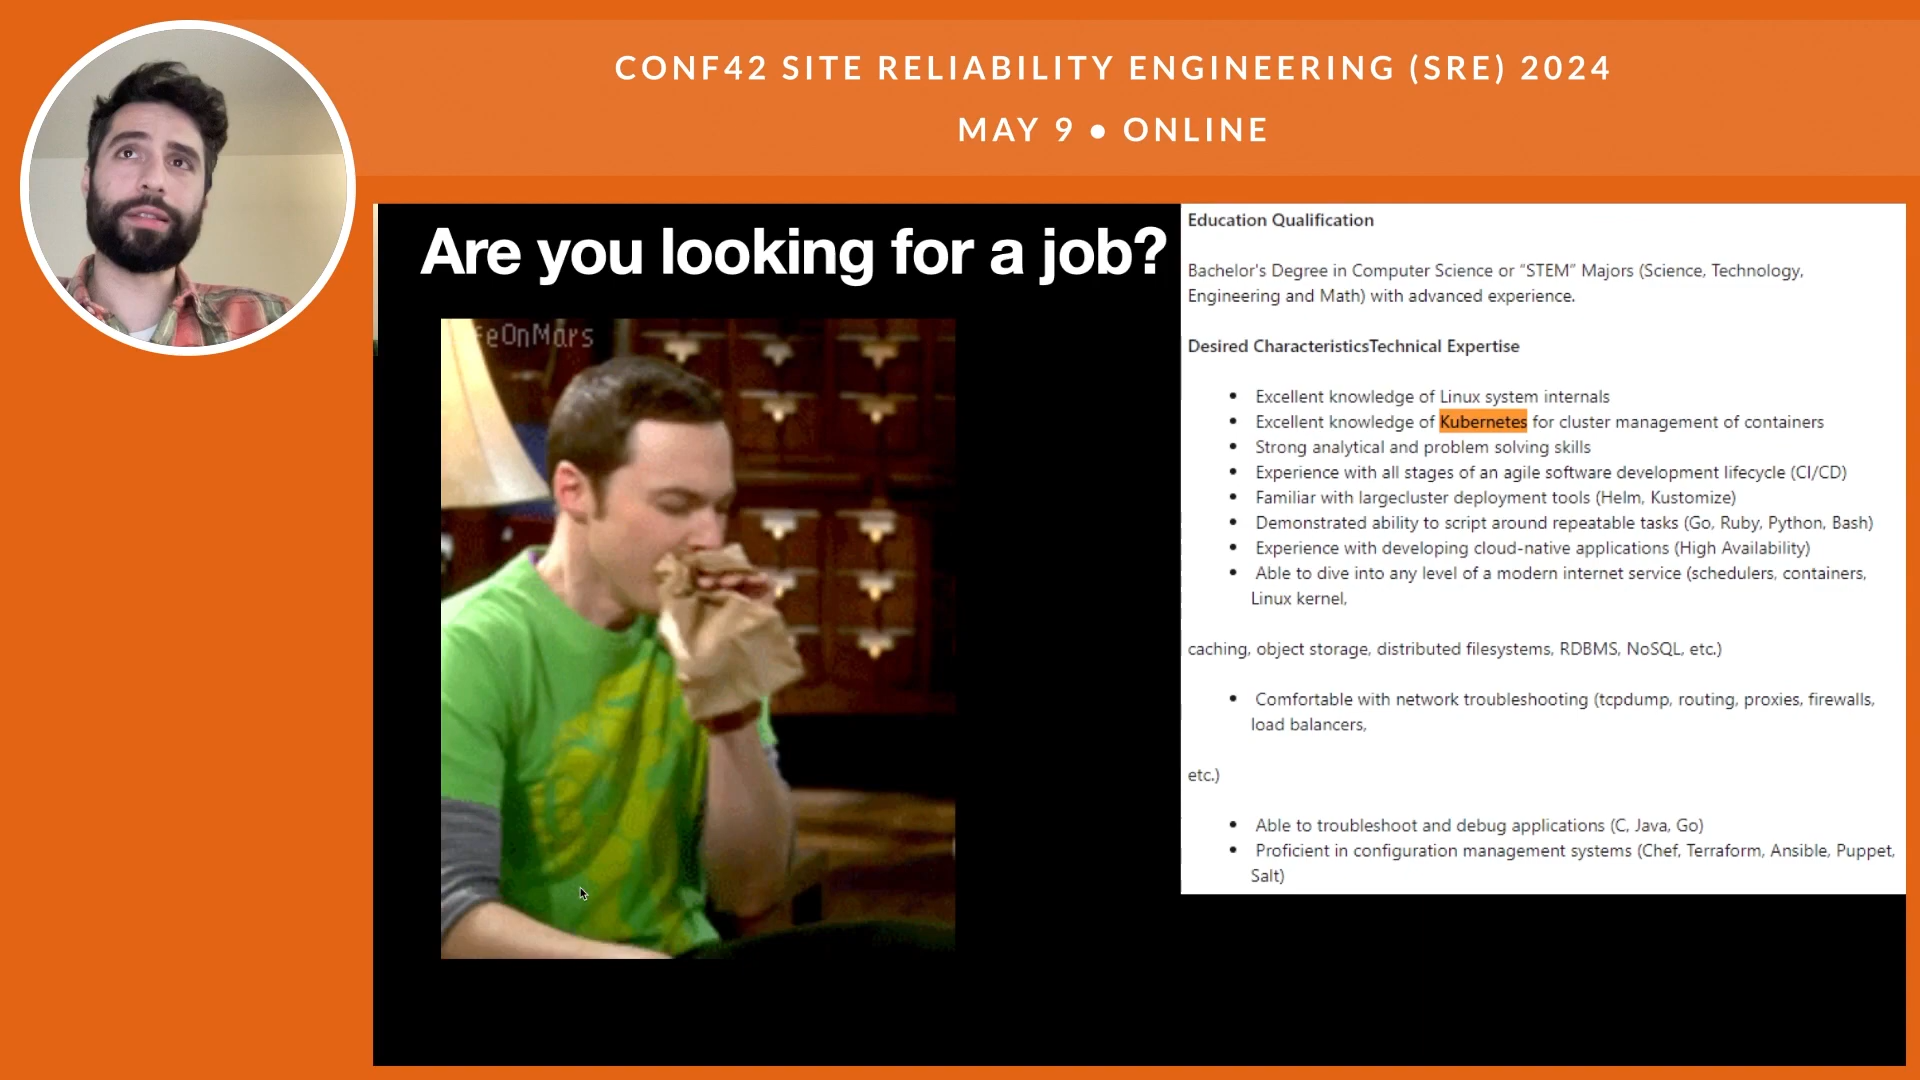 CONF42 SITE RELIABILITY ENGINEERING (SRE) 2024
MAY 9 • ONLINE
Are you looking for a job?
eOnMars
Education Qualification
Bachelor's Degree in Computer Science or “STEM” Majors (Science, Technology,
Engineering and Math) with advanced experience.
Desired CharacteristicsTechnical Expertise
• Excellent knowledge of Linux system internals
• Excellent knowledge of Kubernetes for cluster management of containers
• Strong analytical and problem solving skills
• Experience with all stages of an agile software development lifecycle (CI/CD)
• Familiar with largecluster deployment tools (Helm, Kustomize)
• Demonstrated ability to script around repeatable tasks (Go, Ruby, Python, Bash)
• Experience with developing cloud-native applications (High Availability)
• Able to dive into any level of a modern internet service (schedulers, containers,
Linux kernel,
caching, object storage, distributed filesystems, RDBMS, NoSQL, etc.)
• Comfortable with network troubleshooting (tcpdump, routing, proxies, firewalls,
load balancers,
etc.)
• Able to troubleshoot and debug applications (C, Java, Go)
• Proficient in configuration management systems (Chef, Terraform, Ansible, Puppet,
Salt)